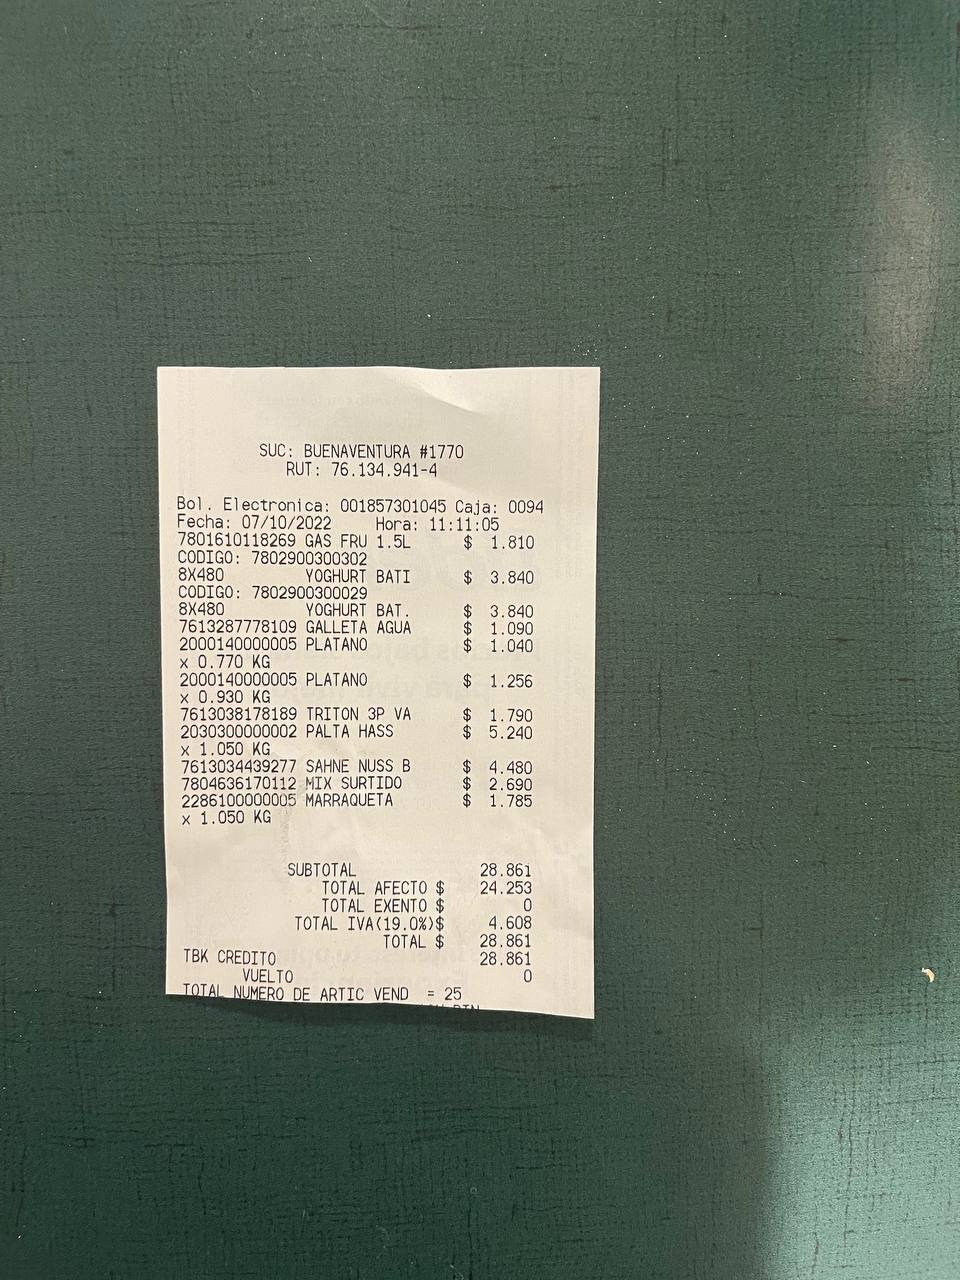 SUC: BUENAVENTURA #1770
RUT: 76.134.941-4
Bol. Electronica: 001857301045 Caja: 0094
Fecha: 07/10/2022 Hora: 11:11:05
7801610118269 GAS FRU 1.5L $ 1.810
CODIGO: 7802900300302
8X480 YOGHURT BATI $ 3.840
CODIGO: 7802900300029
8X480 YOGHURT BAT. $ 3.840
7613287778109 GALLETA AGUA $ 1.090
2000140000005 PLATANO $ 1.040
x 0.770 KG
2000140000005 PLATANO $ 1.256
x 0.930 KG
7613038178189 TRITON 3P VA $ 1.790
2030300000002 PALTA HASS $ 5.240
x 1.050 KG
7613034439277 SAHNE NUSS B $ 4.480
7804636170112 MIX SURTIDO $ 2.690
2286100000005 MARRAQUETA $ 1.785
x 1.050 KG
SUBTOTAL 28.861
TOTAL AFECTO $ 24.253
TOTAL EXENTO $ 0
TOTAL IVA(19.0%)$ 4.608
TOTAL $ 28.861
TBK CREDITO 28.861
VUELTO 0
TOTAL NUMERO DE ARTIC VEND = 25